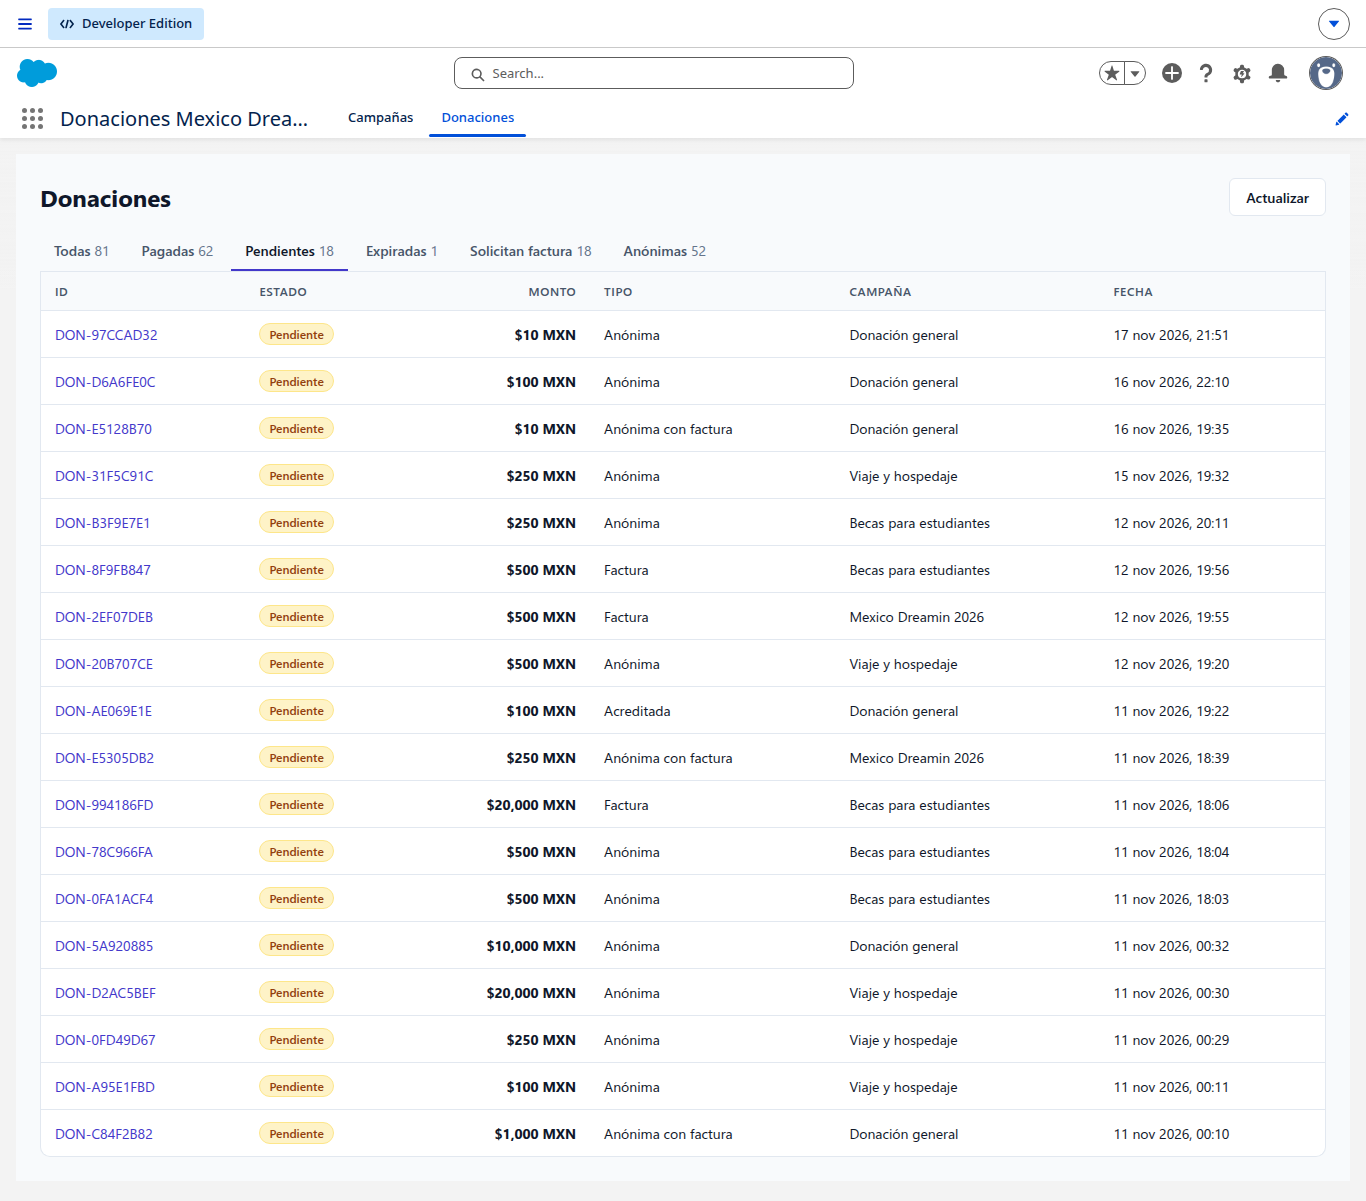 Developer Edition
Search...
Donaciones Mexico Drea... Campañas Donaciones
Donaciones Actualizar
Todas 81 Pagadas 62 Pendientes 18 Expiradas 1 Solicitan factura 18 Anónimas 52
ID ESTADO MONTO TIPO CAMPAÑA FECHA
DON-97CCAD32 Pendiente $10 MXN Anónima Donación general 17 nov 2026, 21:51
DON-D6A6FE0C Pendiente $100 MXN Anónima Donación general 16 nov 2026, 22:10
DON-E5128B70 Pendiente $10 MXN Anónima con factura Donación general 16 nov 2026, 19:35
DON-31F5C91C Pendiente $250 MXN Anónima Viaje y hospedaje 15 nov 2026, 19:32
DON-B3F9E7E1 Pendiente $250 MXN Anónima Becas para estudiantes 12 nov 2026, 20:11
DON-8F9FB847 Pendiente $500 MXN Factura Becas para estudiantes 12 nov 2026, 19:56
DON-2EF07DEB Pendiente $500 MXN Factura Mexico Dreamin 2026 12 nov 2026, 19:55
DON-20B707CE Pendiente $500 MXN Anónima Viaje y hospedaje 12 nov 2026, 19:20
DON-AE069E1E Pendiente $100 MXN Acreditada Donación general 11 nov 2026, 19:22
DON-E5305DB2 Pendiente $250 MXN Anónima con factura Mexico Dreamin 2026 11 nov 2026, 18:39
DON-994186FD Pendiente $20,000 MXN Factura Becas para estudiantes 11 nov 2026, 18:06
DON-78C966FA Pendiente $500 MXN Anónima Becas para estudiantes 11 nov 2026, 18:04
DON-0FA1ACF4 Pendiente $500 MXN Anónima Becas para estudiantes 11 nov 2026, 18:03
DON-5A920885 Pendiente $10,000 MXN Anónima Donación general 11 nov 2026, 00:32
DON-D2AC5BEF Pendiente $20,000 MXN Anónima Viaje y hospedaje 11 nov 2026, 00:30
DON-0FD49D67 Pendiente $250 MXN Anónima Viaje y hospedaje 11 nov 2026, 00:29
DON-A95E1FBD Pendiente $100 MXN Anónima Viaje y hospedaje 11 nov 2026, 00:11
DON-C84F2B82 Pendiente $1,000 MXN Anónima con factura Donación general 11 nov 2026, 00:10